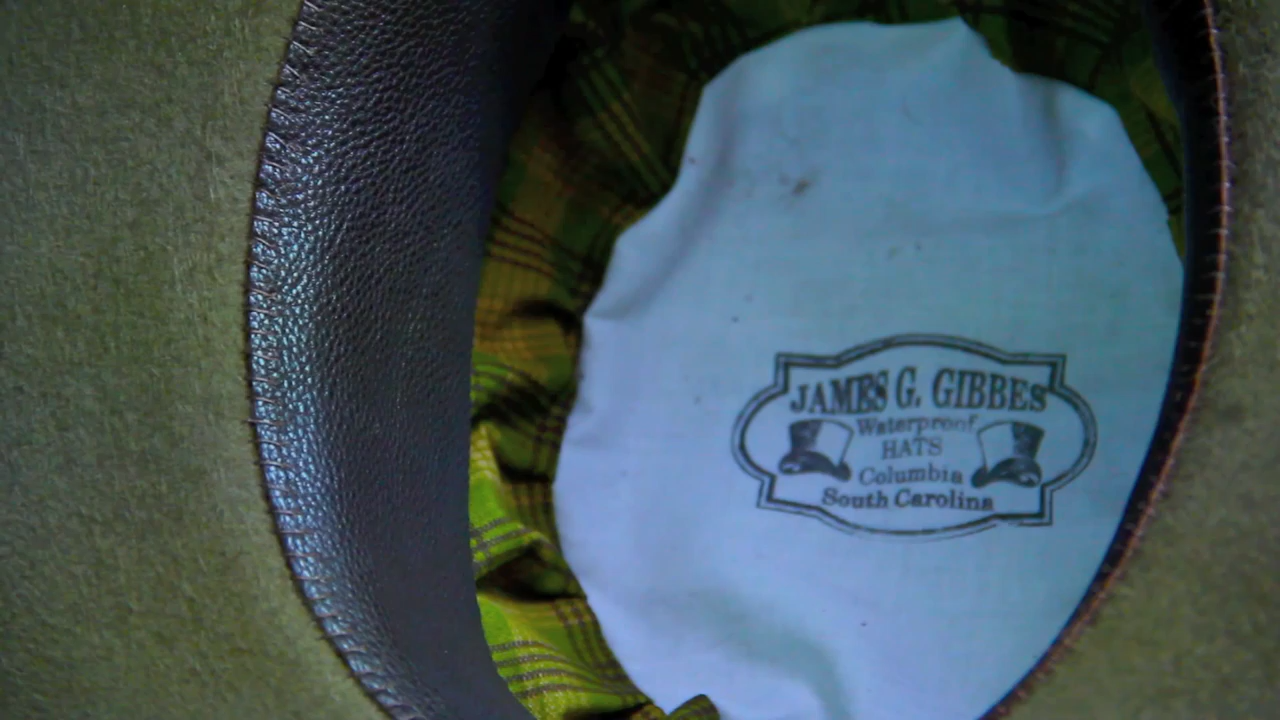 JAMES G. GIBBES
Waterproof
HATS
Columbia
South Carolina